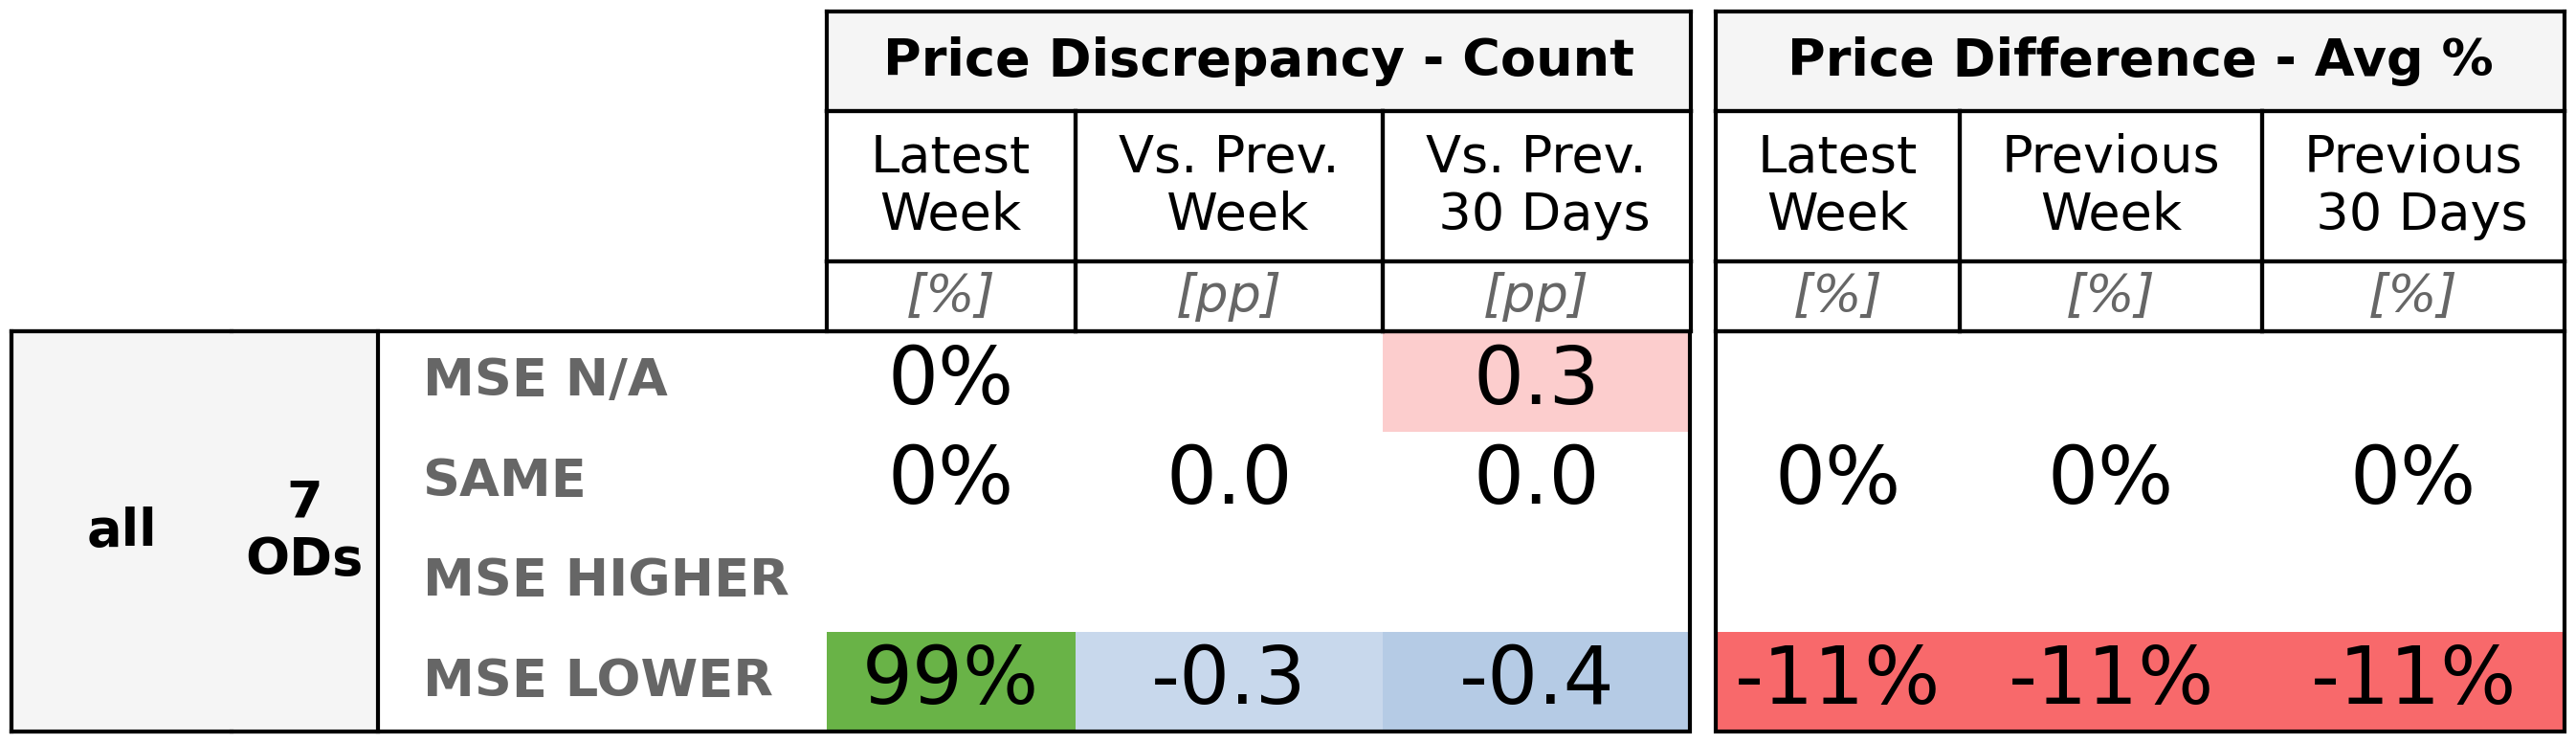 Price Discrepancy - Count Price Difference - Avg %
Latest Week Vs. Prev. Week Vs. Prev. 30 Days Latest Week Previous Week Previous 30 Days
[%] [pp] [pp] [%] [%] [%]
all 7 ODs
MSE N/A 0% 0.3
SAME 0% 0.0 0.0 0% 0% 0%
MSE HIGHER
MSE LOWER 99% -0.3 -0.4 -11% -11% -11%